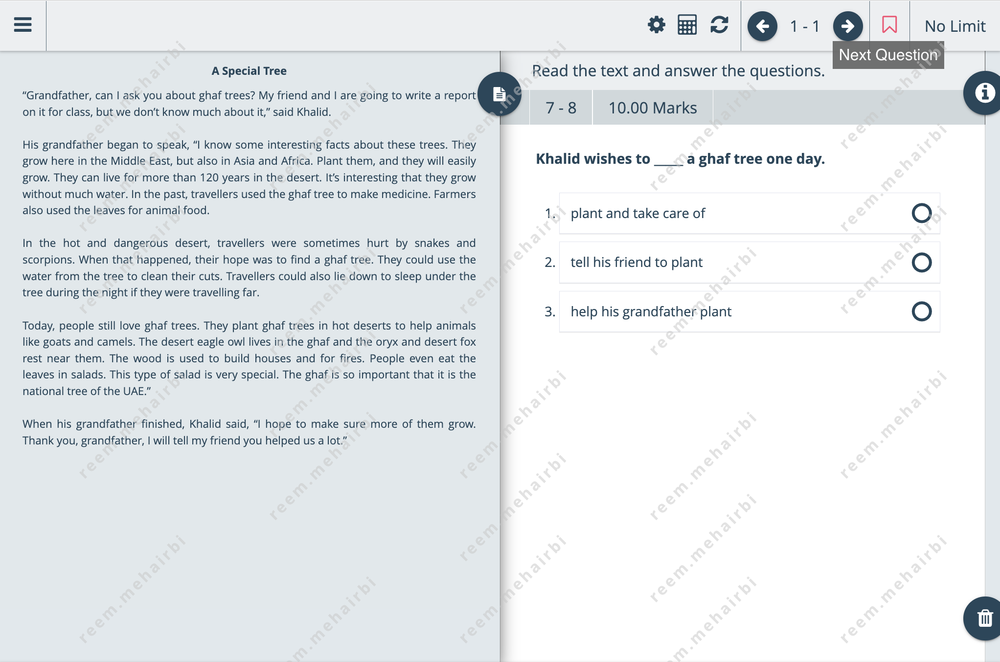 1 - 1
No Limit
Next Question
A Special Tree
“Grandfather, can I ask you about ghaf trees? My friend and I are going to write a report
on it for class, but we don’t know much about it,” said Khalid.
His grandfather began to speak, “I know some interesting facts about these trees. They
grow here in the Middle East, but also in Asia and Africa. Plant them, and they will easily
grow. They can live for more than 120 years in the desert. It’s interesting that they grow
without much water. In the past, travellers used the ghaf tree to make medicine. Farmers
also used the leaves for animal food.
In the hot and dangerous desert, travellers were sometimes hurt by snakes and
scorpions. When that happened, their hope was to find a ghaf tree. They could use the
water from the tree to clean their cuts. Travellers could also lie down to sleep under the
tree during the night if they were travelling far.
Today, people still love ghaf trees. They plant ghaf trees in hot deserts to help animals
like goats and camels. The desert eagle owl lives in the ghaf and the oryx and desert fox
rest near them. The wood is used to build houses and for fires. People even eat the
leaves in salads. This type of salad is very special. The ghaf is so important that it is the
national tree of the UAE.”
When his grandfather finished, Khalid said, “I hope to make sure more of them grow.
Thank you, grandfather, I will tell my friend you helped us a lot.”
Read the text and answer the questions.
7 - 8
10.00 Marks
Khalid wishes to ____ a ghaf tree one day.
1. plant and take care of
2. tell his friend to plant
3. help his grandfather plant
reem.mehairbi